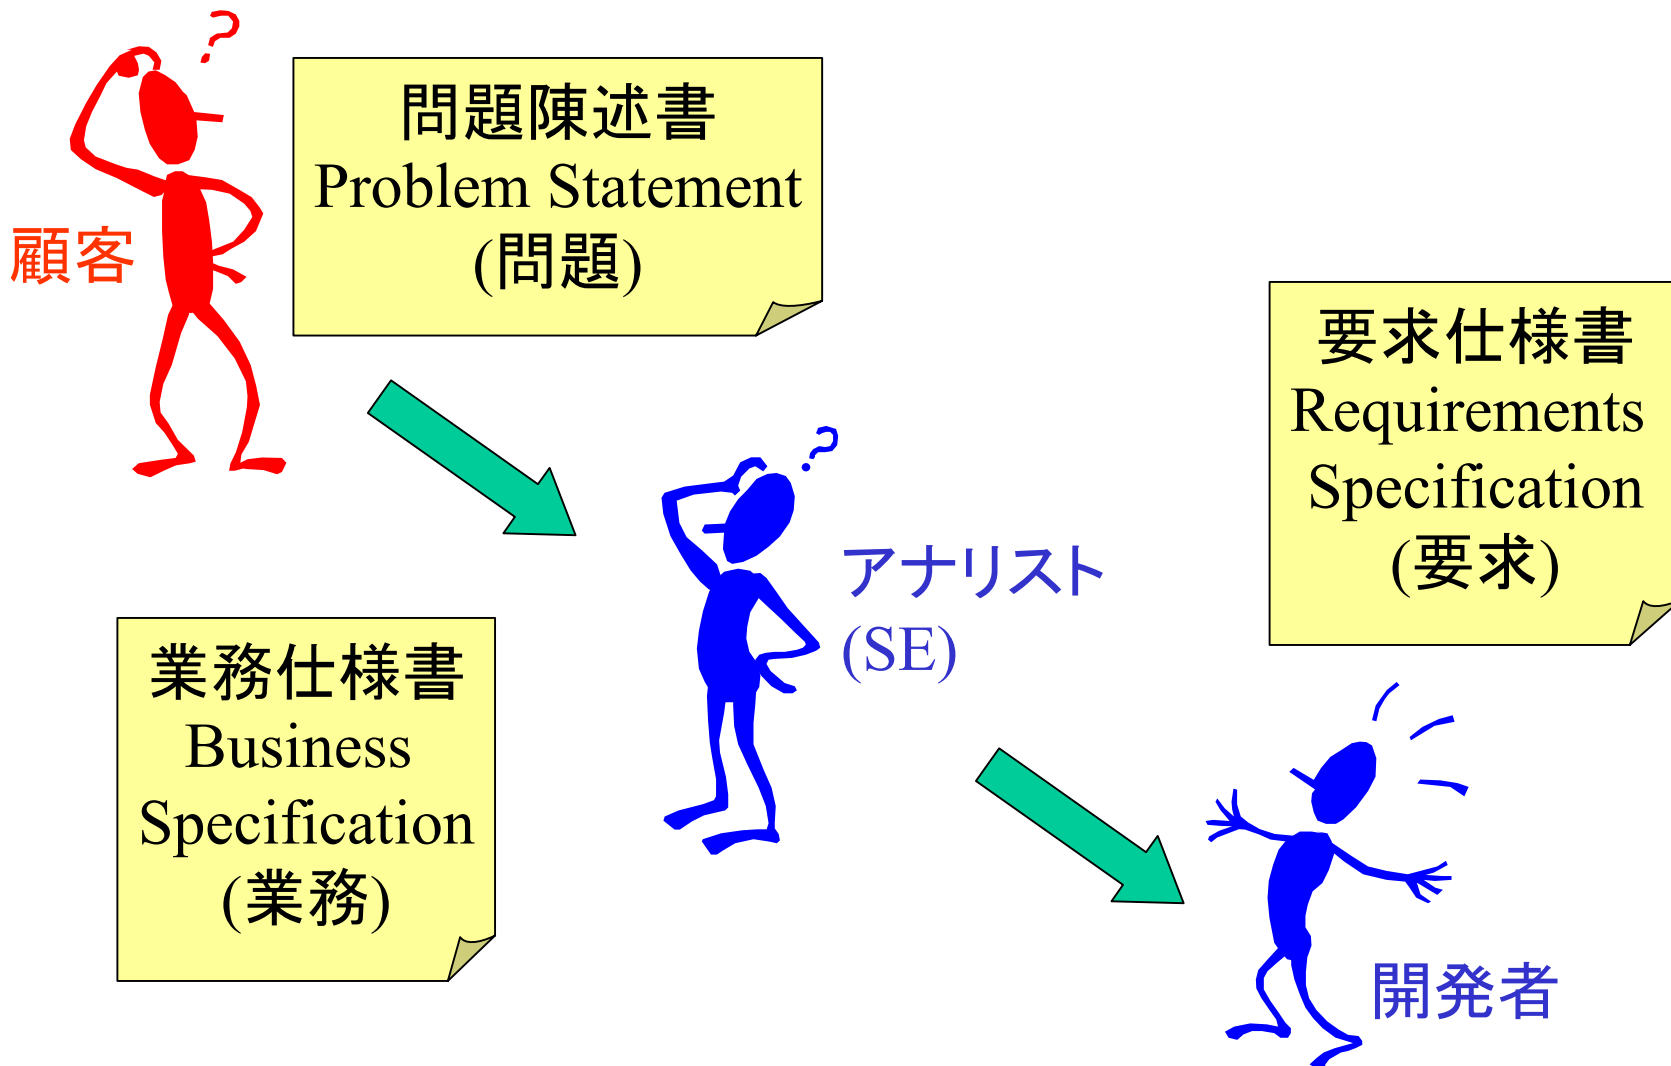 ?
問題陳述書
Problem Statement
(問題)
顧客
要求仕様書
Requirements
Specification
(要求)
?
アナリスト
(SE)
業務仕様書
Business
Specification
(業務)
開発者